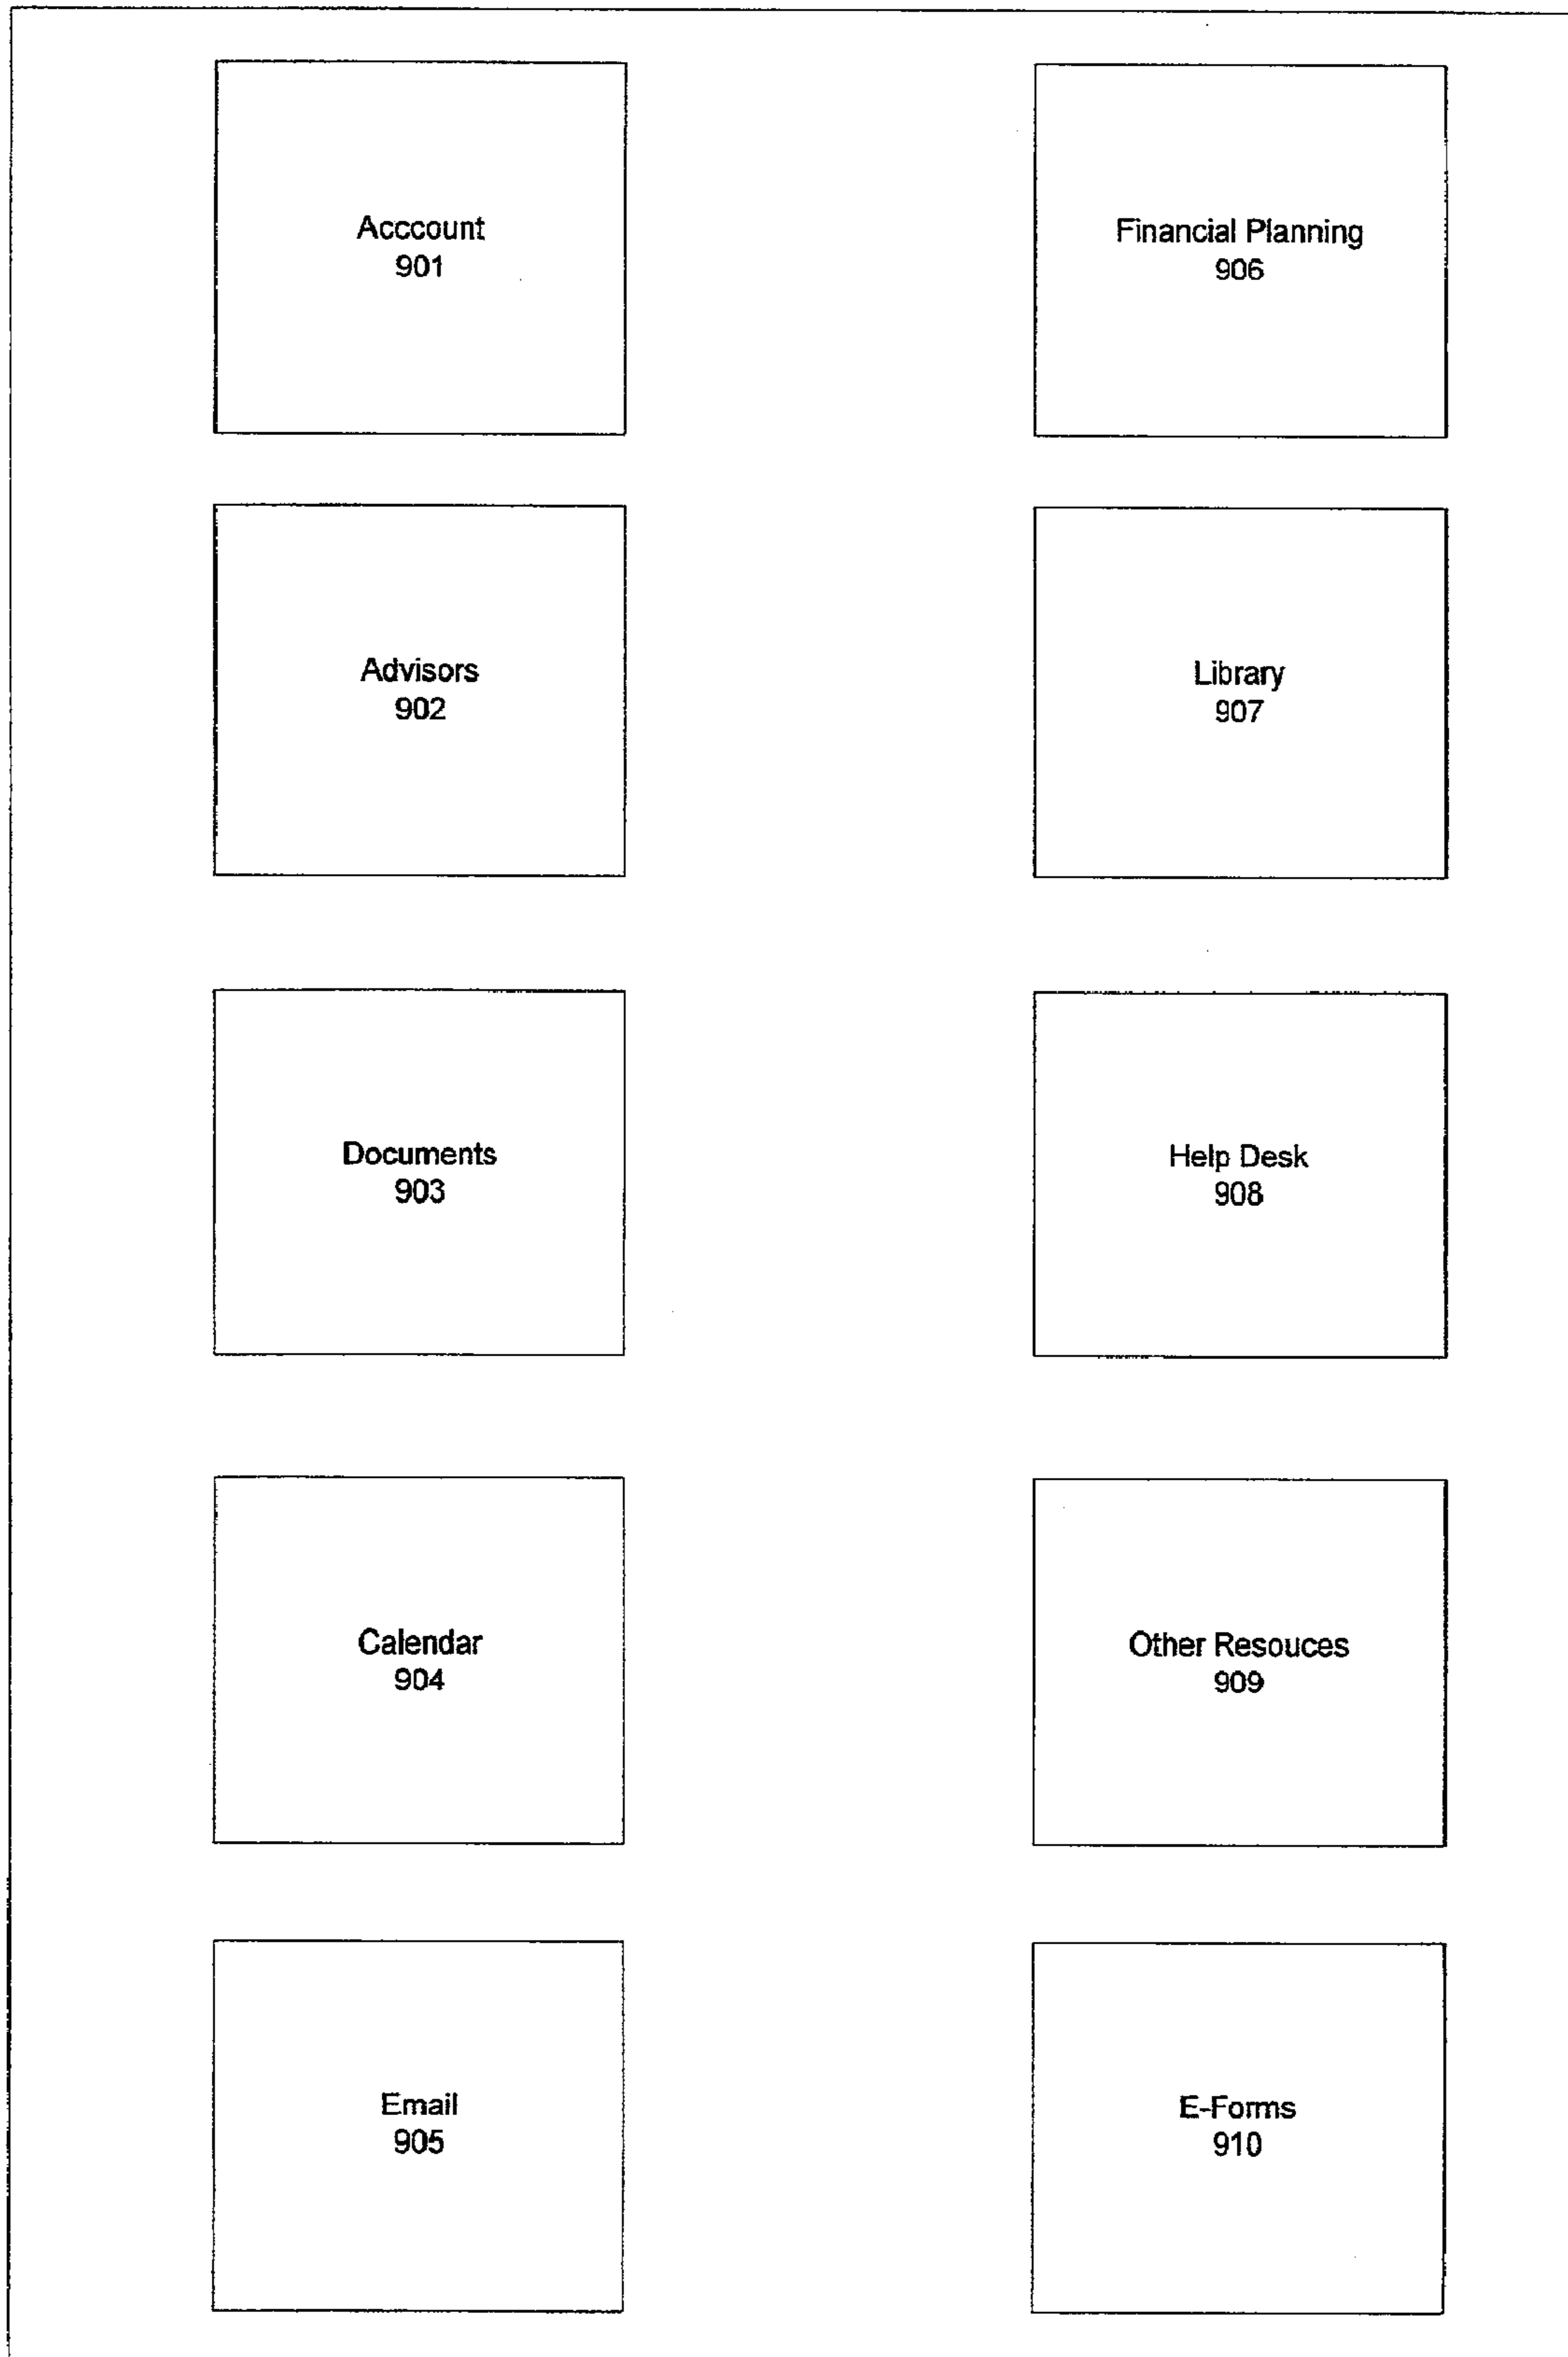 Acccount
901
Advisors
902
Documents
903
Calendar
904
Email
905
Financial Planning
906
Library
907
Help Desk
908
Other Resouces
909
E-Forms
910